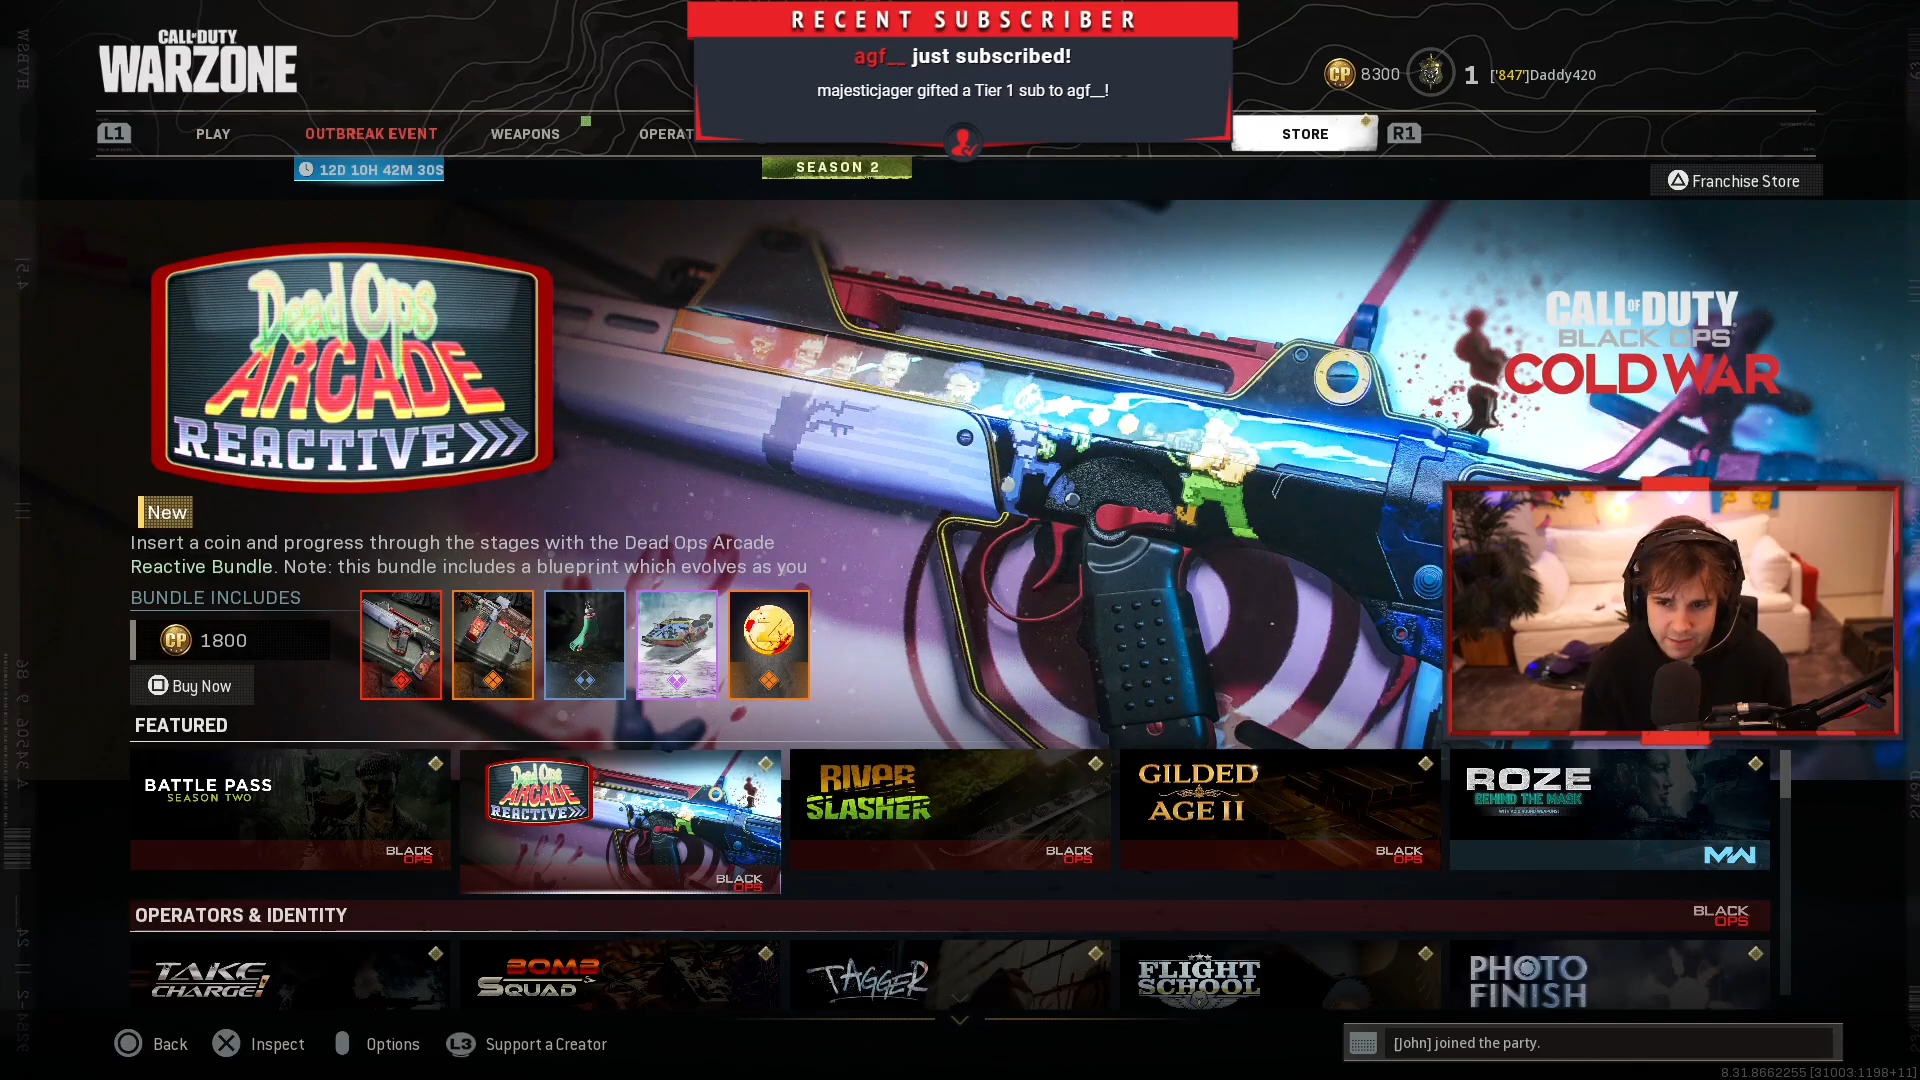 RECENT SUBSCRIBER
agf__ just subscribed!
majesticjager gifted a Tier 1 sub to agf__!
CALL OF DUTY
WARZONE
CP 8300
1 ['847']Daddy420
L1
PLAY
OUTBREAK EVENT
WEAPONS
OPERAT
STORE
R1
12D 10H 42M 30S
SEASON 2
Franchise Store
Dead Ops
ARCADE
REACTIVE
CALL OF DUTY
BLACK OPS
COLD WAR
New
Insert a coin and progress through the stages with the Dead Ops Arcade
Reactive Bundle. Note: this bundle includes a blueprint which evolves as you
BUNDLE INCLUDES
CP 1800
Buy Now
FEATURED
BATTLE PASS
SEASON TWO
BLACK OPS
Dead Ops
ARCADE
REACTIVE
BLACK OPS
RIVAR
SLASHER
BLACK OPS
GILDED
AGE II
BLACK OPS
ROZE
BEHIND THE MASK
MW
OPERATORS & IDENTITY
BLACK OPS
TAKE
CHARGE!
BOMB
SQUAD
TAGGER
FLIGHT
SCHOOL
PHOTO
FINISH
Back
Inspect
Options
L3 Support a Creator
[John] joined the party.
8.31.8662255 [31003:1198+11]